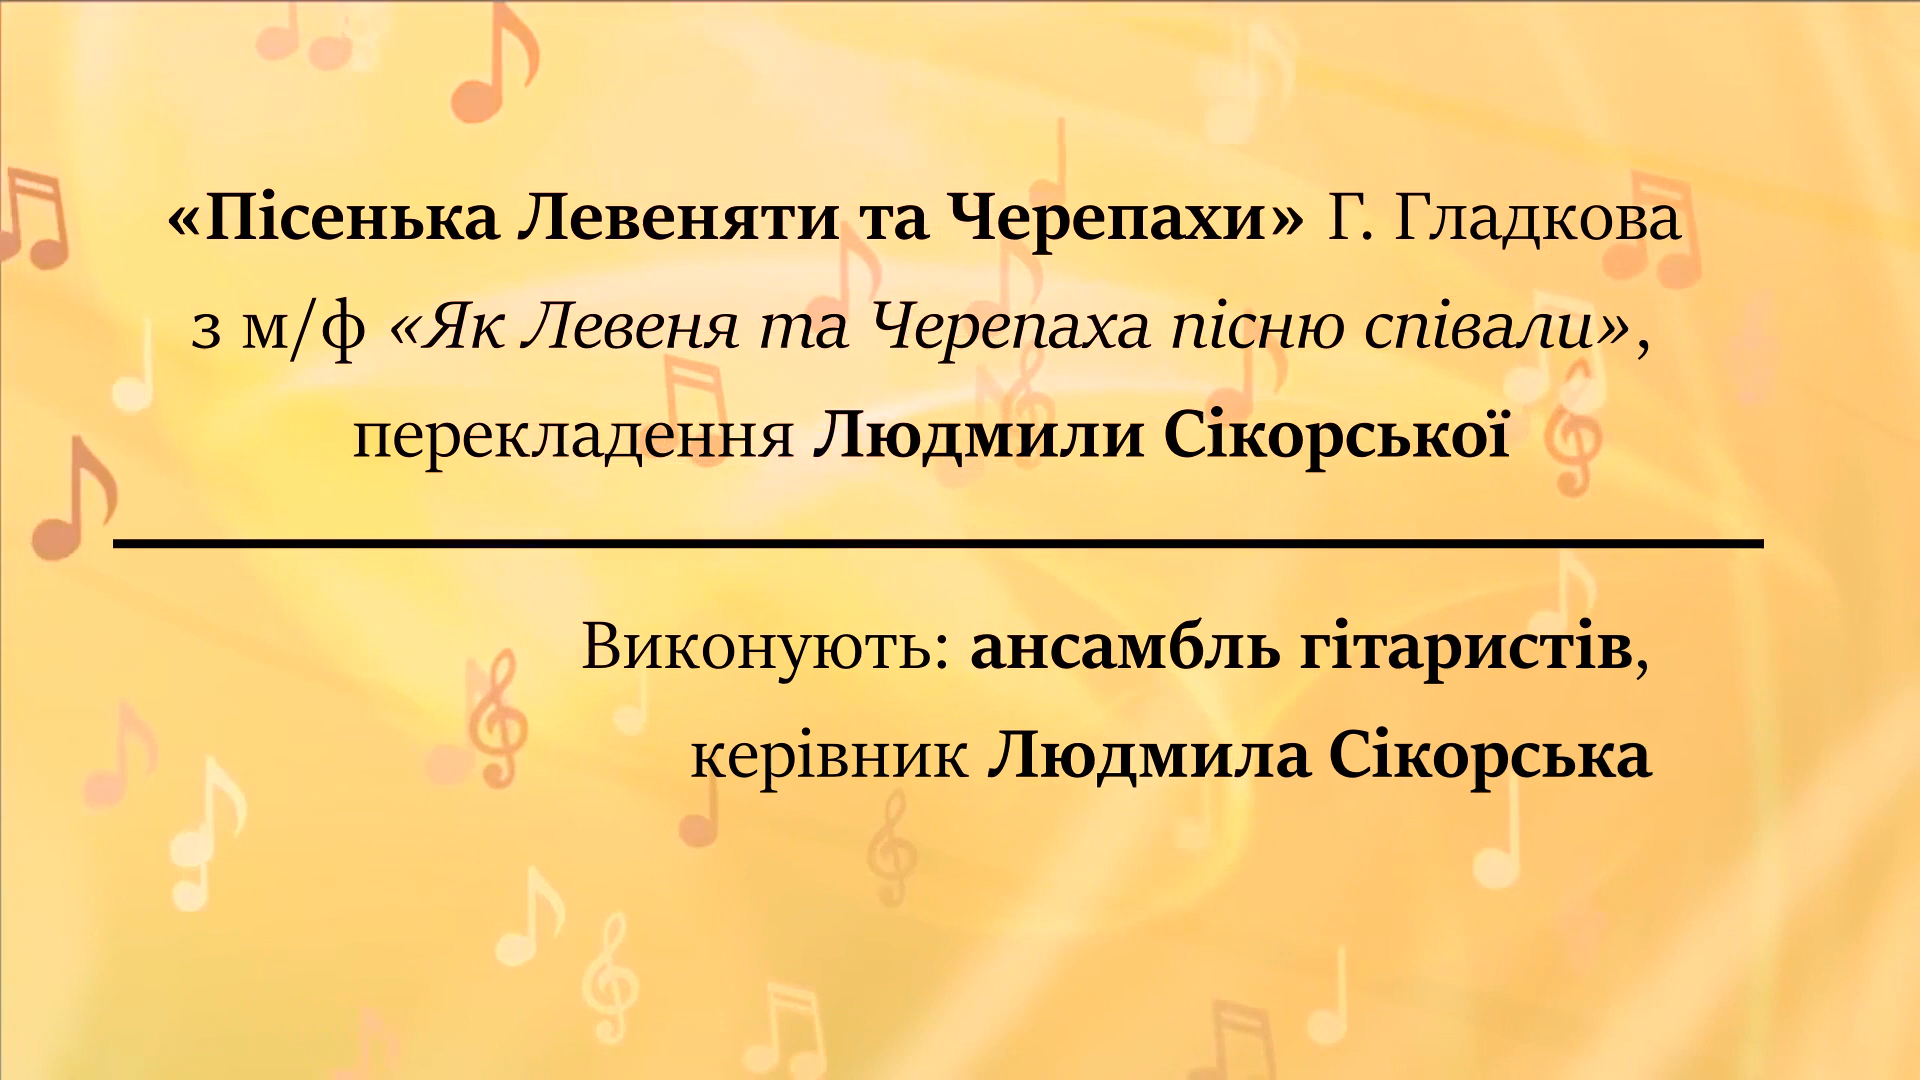 «Пісенька Левеняти та Черепахи» Г. Гладкова
з м/ф «Як Левеня та Черепаха пісню співали»,
перекладення Людмили Сікорської
Виконують: ансамбль гітаристів,
керівник Людмила Сікорська